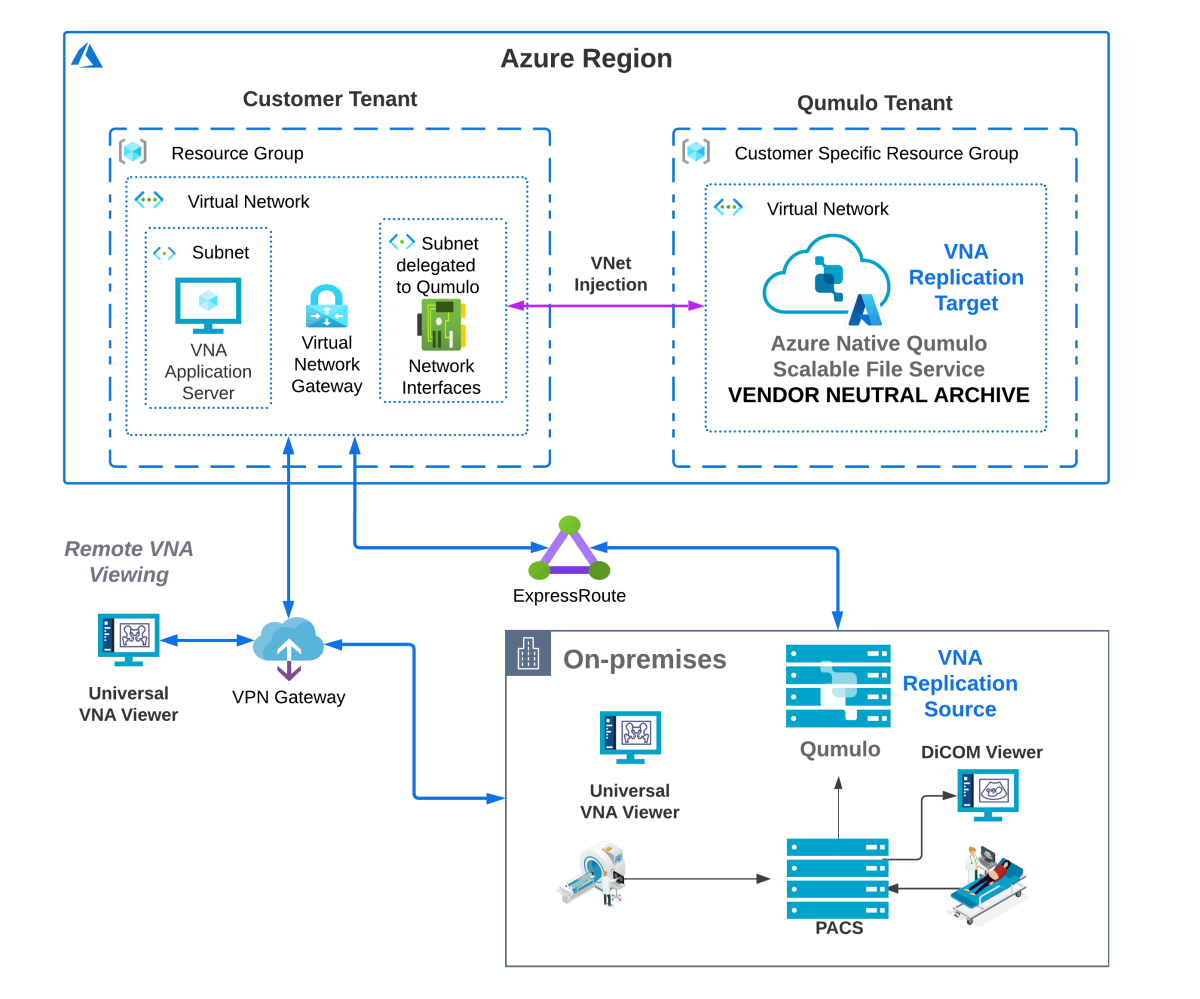 Azure Region
Customer Tenant
Resource Group
Virtual Network
Subnet
VNA
Application
Server
Virtual
Network
Gateway
Subnet
delegated
to Qumulo
Network
Interfaces
VNet
Injection
Qumulo Tenant
Customer Specific Resource Group
Virtual Network
VNA
Replication
Target
Azure Native Qumulo
Scalable File Service
VENDOR NEUTRAL ARCHIVE
Remote VNA
Viewing
Universal
VNA Viewer
VPN Gateway
ExpressRoute
On-premises
VNA
Replication
Source
Qumulo
Universal
VNA Viewer
DiCOM Viewer
PACS